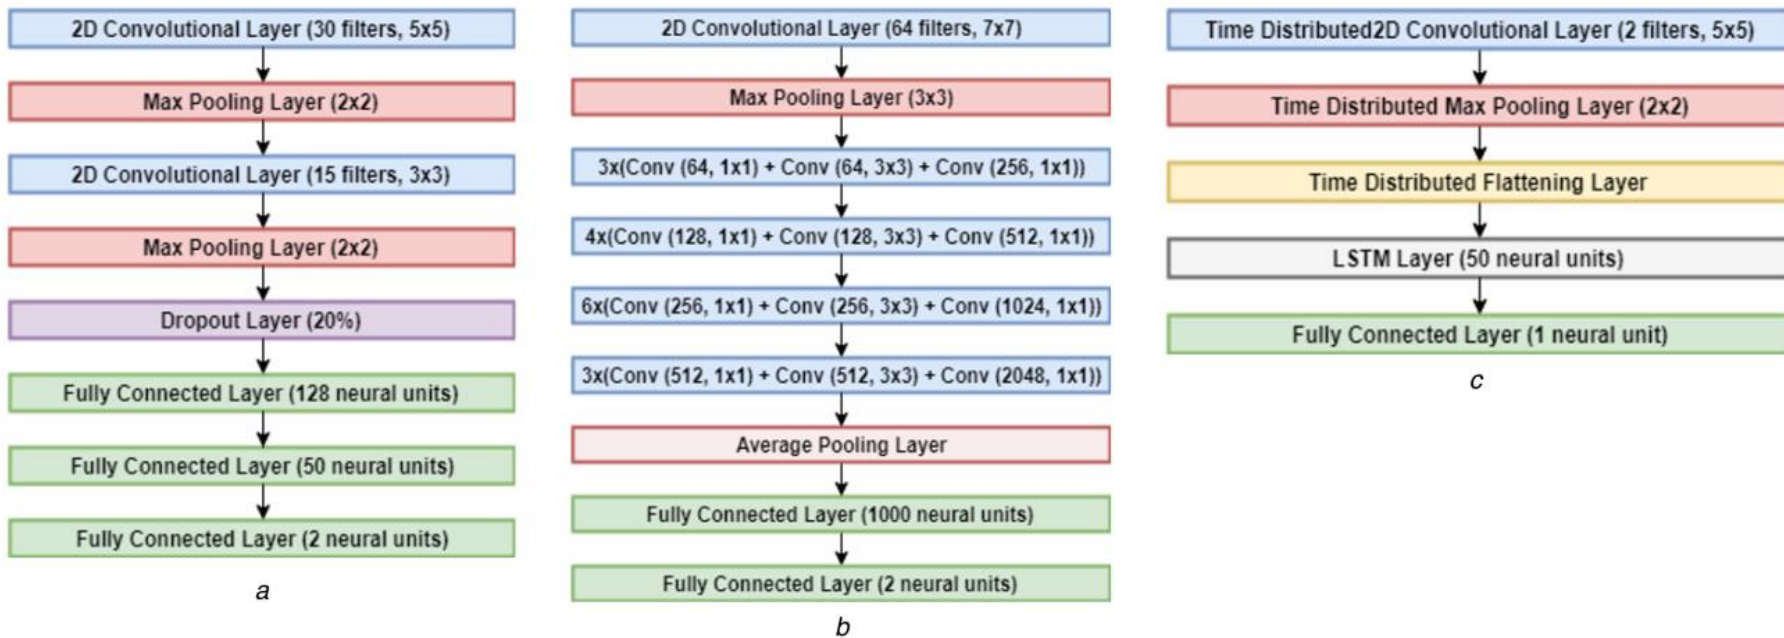 2D Convolutional Layer (30 filters, 5x5)
Max Pooling Layer (2x2)
2D Convolutional Layer (15 filters, 3x3)
Max Pooling Layer (2x2)
Dropout Layer (20%)
Fully Connected Layer (128 neural units)
Fully Connected Layer (50 neural units)
Fully Connected Layer (2 neural units)
a
2D Convolutional Layer (64 filters, 7x7)
Max Pooling Layer (3x3)
3x(Conv (64, 1x1) + Conv (64, 3x3) + Conv (256, 1x1))
4x(Conv (128, 1x1) + Conv (128, 3x3) + Conv (512, 1x1))
6x(Conv (256, 1x1) + Conv (256, 3x3) + Conv (1024, 1x1))
3x(Conv (512, 1x1) + Conv (512, 3x3) + Conv (2048, 1x1))
Average Pooling Layer
Fully Connected Layer (1000 neural units)
Fully Connected Layer (2 neural units)
b
Time Distributed2D Convolutional Layer (2 filters, 5x5)
Time Distributed Max Pooling Layer (2x2)
Time Distributed Flattening Layer
LSTM Layer (50 neural units)
Fully Connected Layer (1 neural unit)
c